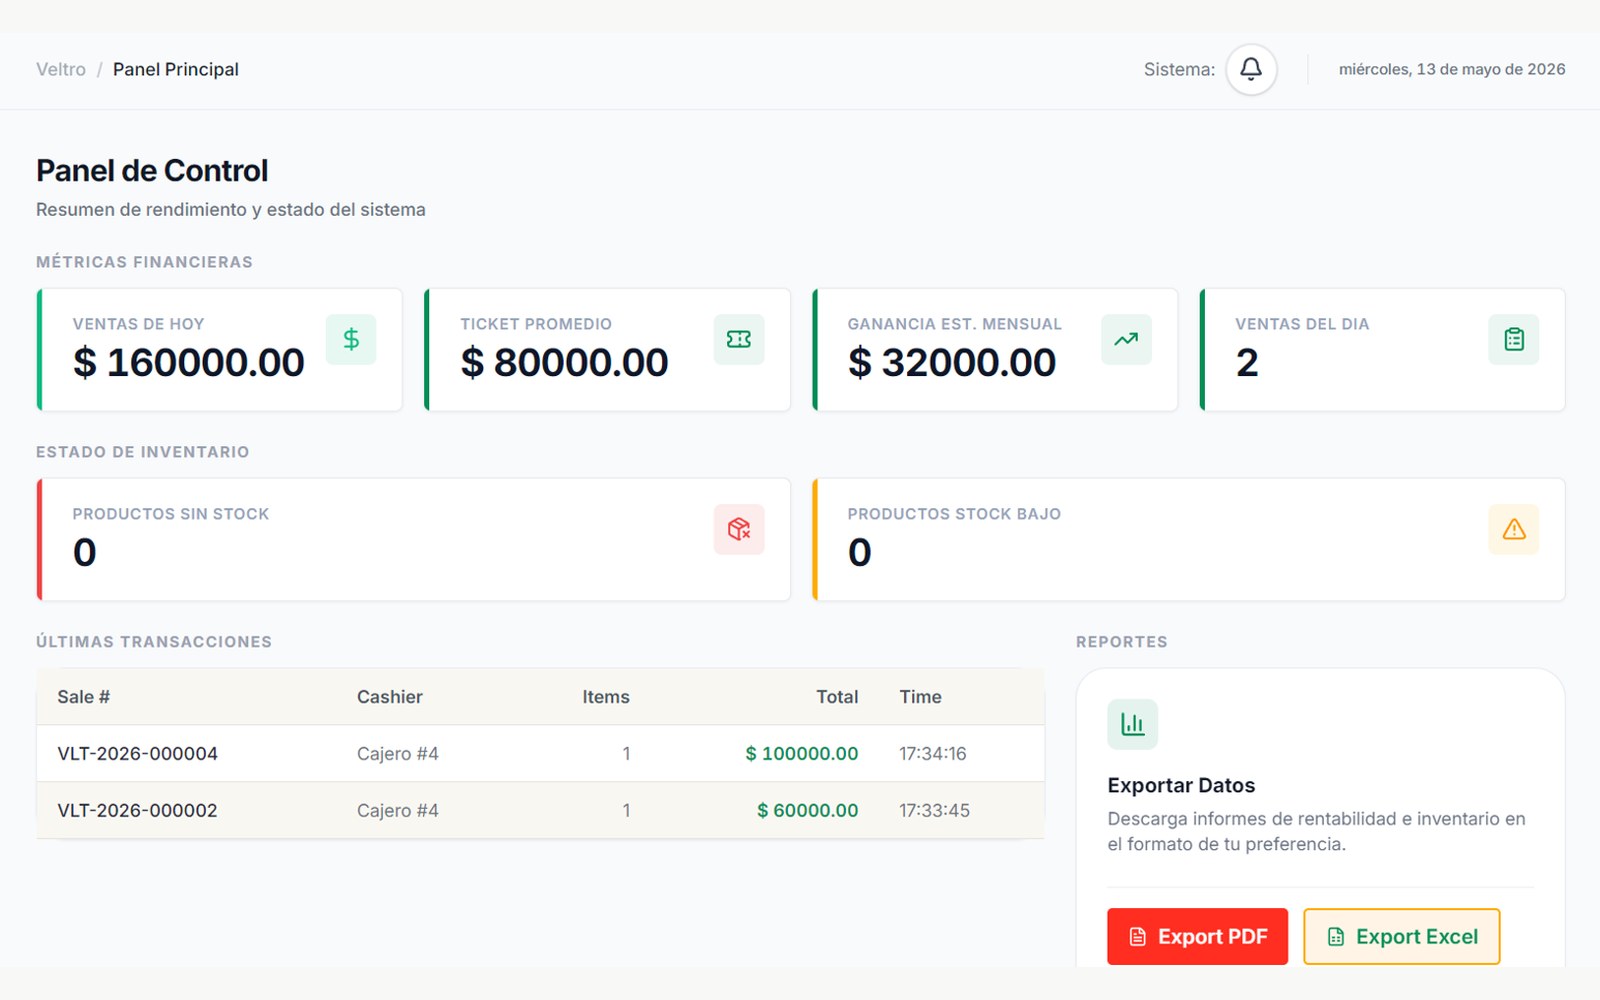 Veltro / Panel Principal
Sistema:
miércoles, 13 de mayo de 2026
Panel de Control
Resumen de rendimiento y estado del sistema
MÉTRICAS FINANCIERAS
VENTAS DE HOY
$ 160000.00
TICKET PROMEDIO
$ 80000.00
GANANCIA EST. MENSUAL
$ 32000.00
VENTAS DEL DIA
2
ESTADO DE INVENTARIO
PRODUCTOS SIN STOCK
0
PRODUCTOS STOCK BAJO
0
ÚLTIMAS TRANSACCIONES
Sale # Cashier Items Total Time
VLT-2026-000004 Cajero #4 1 $ 100000.00 17:34:16
VLT-2026-000002 Cajero #4 1 $ 60000.00 17:33:45
REPORTES
Exportar Datos
Descarga informes de rentabilidad e inventario en
el formato de tu preferencia.
Export PDF
Export Excel